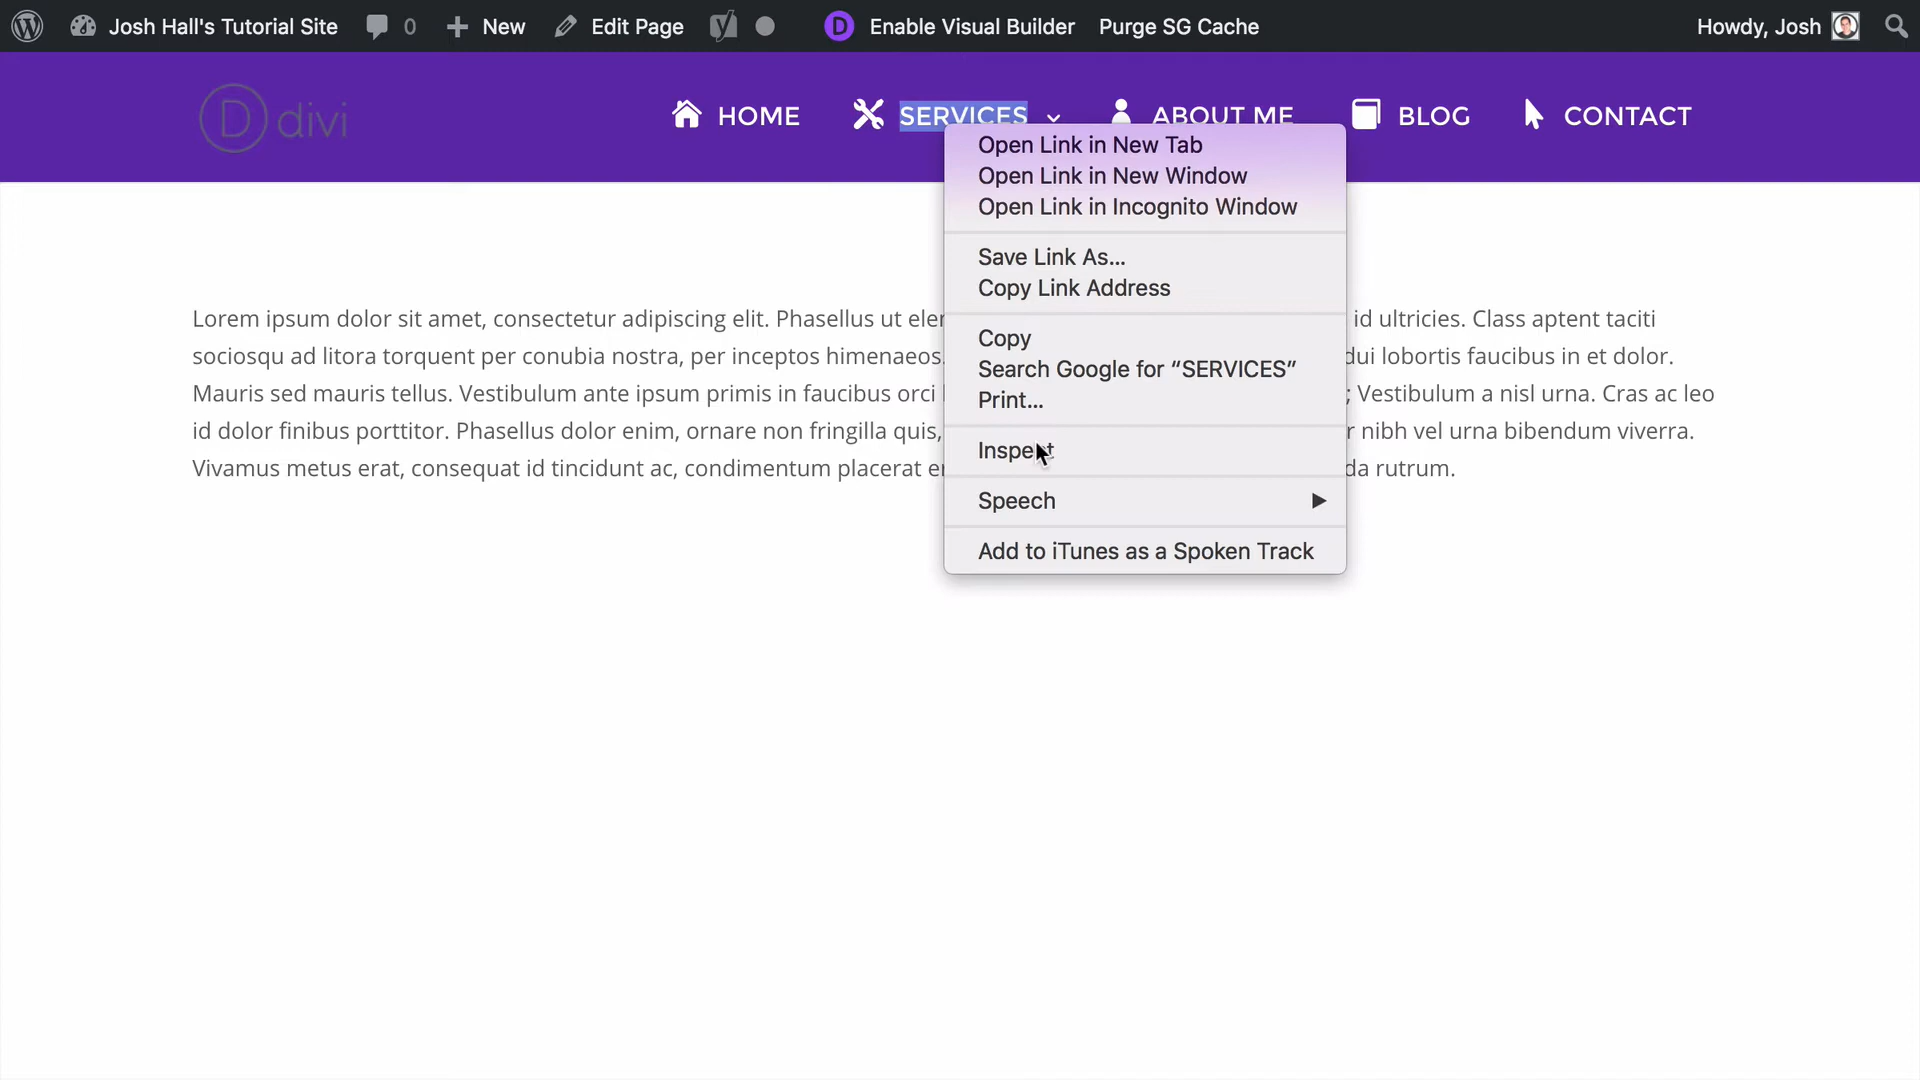 Josh Hall's Tutorial Site 0 New Edit Page Enable Visual Builder Purge SG Cache Howdy, Josh
D divi HOME SERVICES ABOUT ME BLOG CONTACT
Open Link in New Tab
Open Link in New Window
Open Link in Incognito Window
Save Link As...
Copy Link Address
Copy
Search Google for “SERVICES”
Print...
Inspect
Speech
Add to iTunes as a Spoken Track
Lorem ipsum dolor sit amet, consectetur adipiscing elit. Phasellus ut id ultricies. Class aptent taciti
sociosqu ad litora torquent per conubia nostra, per inceptos himenaeos. dui lobortis faucibus in et dolor.
Mauris sed mauris tellus. Vestibulum ante ipsum primis in faucibus orci ; Vestibulum a nisl urna. Cras ac leo
id dolor finibus porttitor. Phasellus dolor enim, ornare non fringilla quis, nibh vel urna bibendum viverra.
Vivamus metus erat, consequat id tincidunt ac, condimentum placerat rutrum.